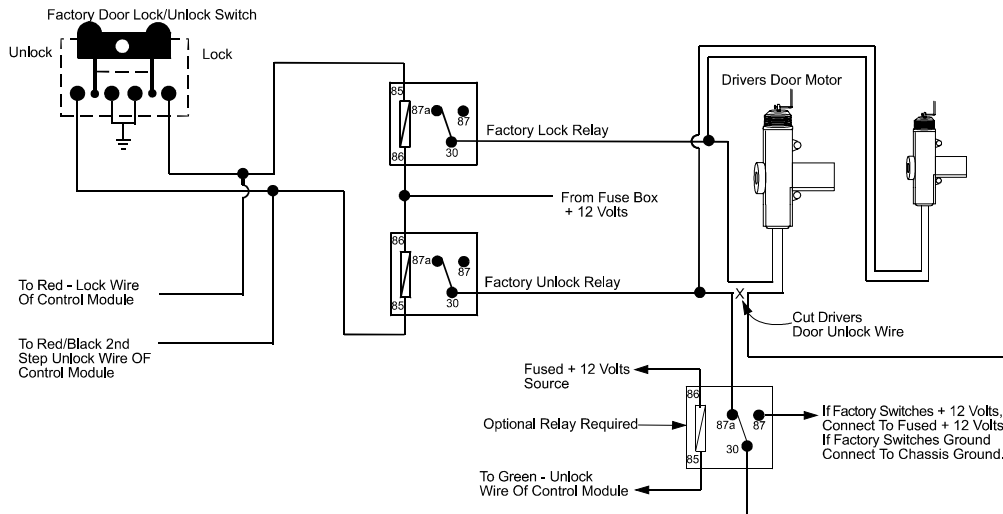 Factory Door Lock/Unlock Switch
Unlock
Lock
85
87a
87
86
30
Factory Lock Relay
Drivers Door Motor
From Fuse Box
+ 12 Volts
86
87a
87
85
30
Factory Unlock Relay
To Red - Lock Wire
Of Control Module
To Red/Black 2nd
Step Unlock Wire OF
Control Module
X
Cut Drivers
Door Unlock Wire
Fused + 12 Volts
Source
Optional Relay Required
86
87a
87
30
85
If Factory Switches + 12 Volts,
Connect To Fused + 12 Volts
If Factory Switches Ground
Connect To Chassis Ground.
To Green - Unlock
Wire Of Control Module